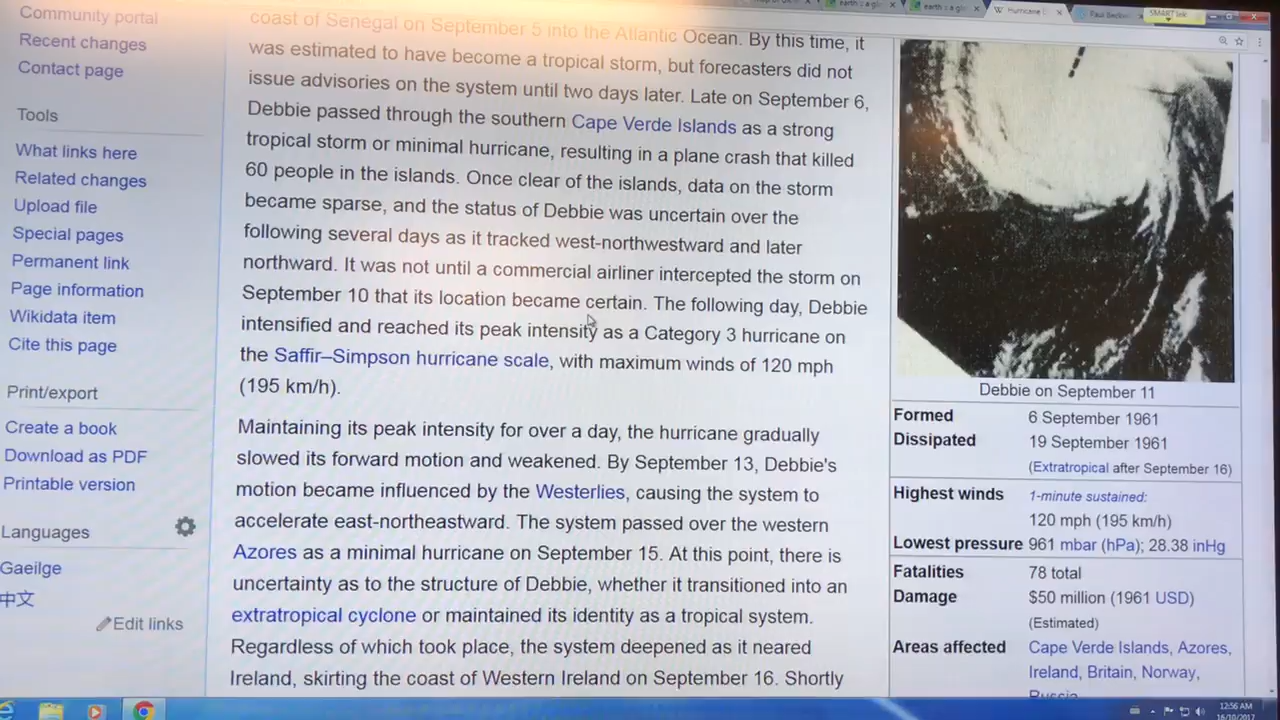 earth :: a glo
earth :: a glo
Hurricane D
Paul Beckwi
SMART Ink
Community portal
Recent changes
Contact page
Tools
What links here
Related changes
Upload file
Special pages
Permanent link
Page information
Wikidata item
Cite this page
Print/export
Create a book
Download as PDF
Printable version
Languages
Gaeilge
中文
Edit links
coast of Senegal on September 5 into the Atlantic Ocean. By this time, it
was estimated to have become a tropical storm, but forecasters did not
issue advisories on the system until two days later. Late on September 6,
Debbie passed through the southern Cape Verde Islands as a strong
tropical storm or minimal hurricane, resulting in a plane crash that killed
60 people in the islands. Once clear of the islands, data on the storm
became sparse, and the status of Debbie was uncertain over the
following several days as it tracked west-northwestward and later
northward. It was not until a commercial airliner intercepted the storm on
September 10 that its location became certain. The following day, Debbie
intensified and reached its peak intensity as a Category 3 hurricane on
the Saffir–Simpson hurricane scale, with maximum winds of 120 mph
(195 km/h).
Maintaining its peak intensity for over a day, the hurricane gradually
slowed its forward motion and weakened. By September 13, Debbie's
motion became influenced by the Westerlies, causing the system to
accelerate east-northeastward. The system passed over the western
Azores as a minimal hurricane on September 15. At this point, there is
uncertainty as to the structure of Debbie, whether it transitioned into an
extratropical cyclone or maintained its identity as a tropical system.
Regardless of which took place, the system deepened as it neared
Ireland, skirting the coast of Western Ireland on September 16. Shortly
Debbie on September 11
Formed 6 September 1961
Dissipated 19 September 1961
(Extratropical after September 16)
Highest winds 1-minute sustained:
120 mph (195 km/h)
Lowest pressure 961 mbar (hPa); 28.38 inHg
Fatalities 78 total
Damage $50 million (1961 USD)
(Estimated)
Areas affected Cape Verde Islands, Azores,
Ireland, Britain, Norway,
Russia
12:56 AM
16/10/2017